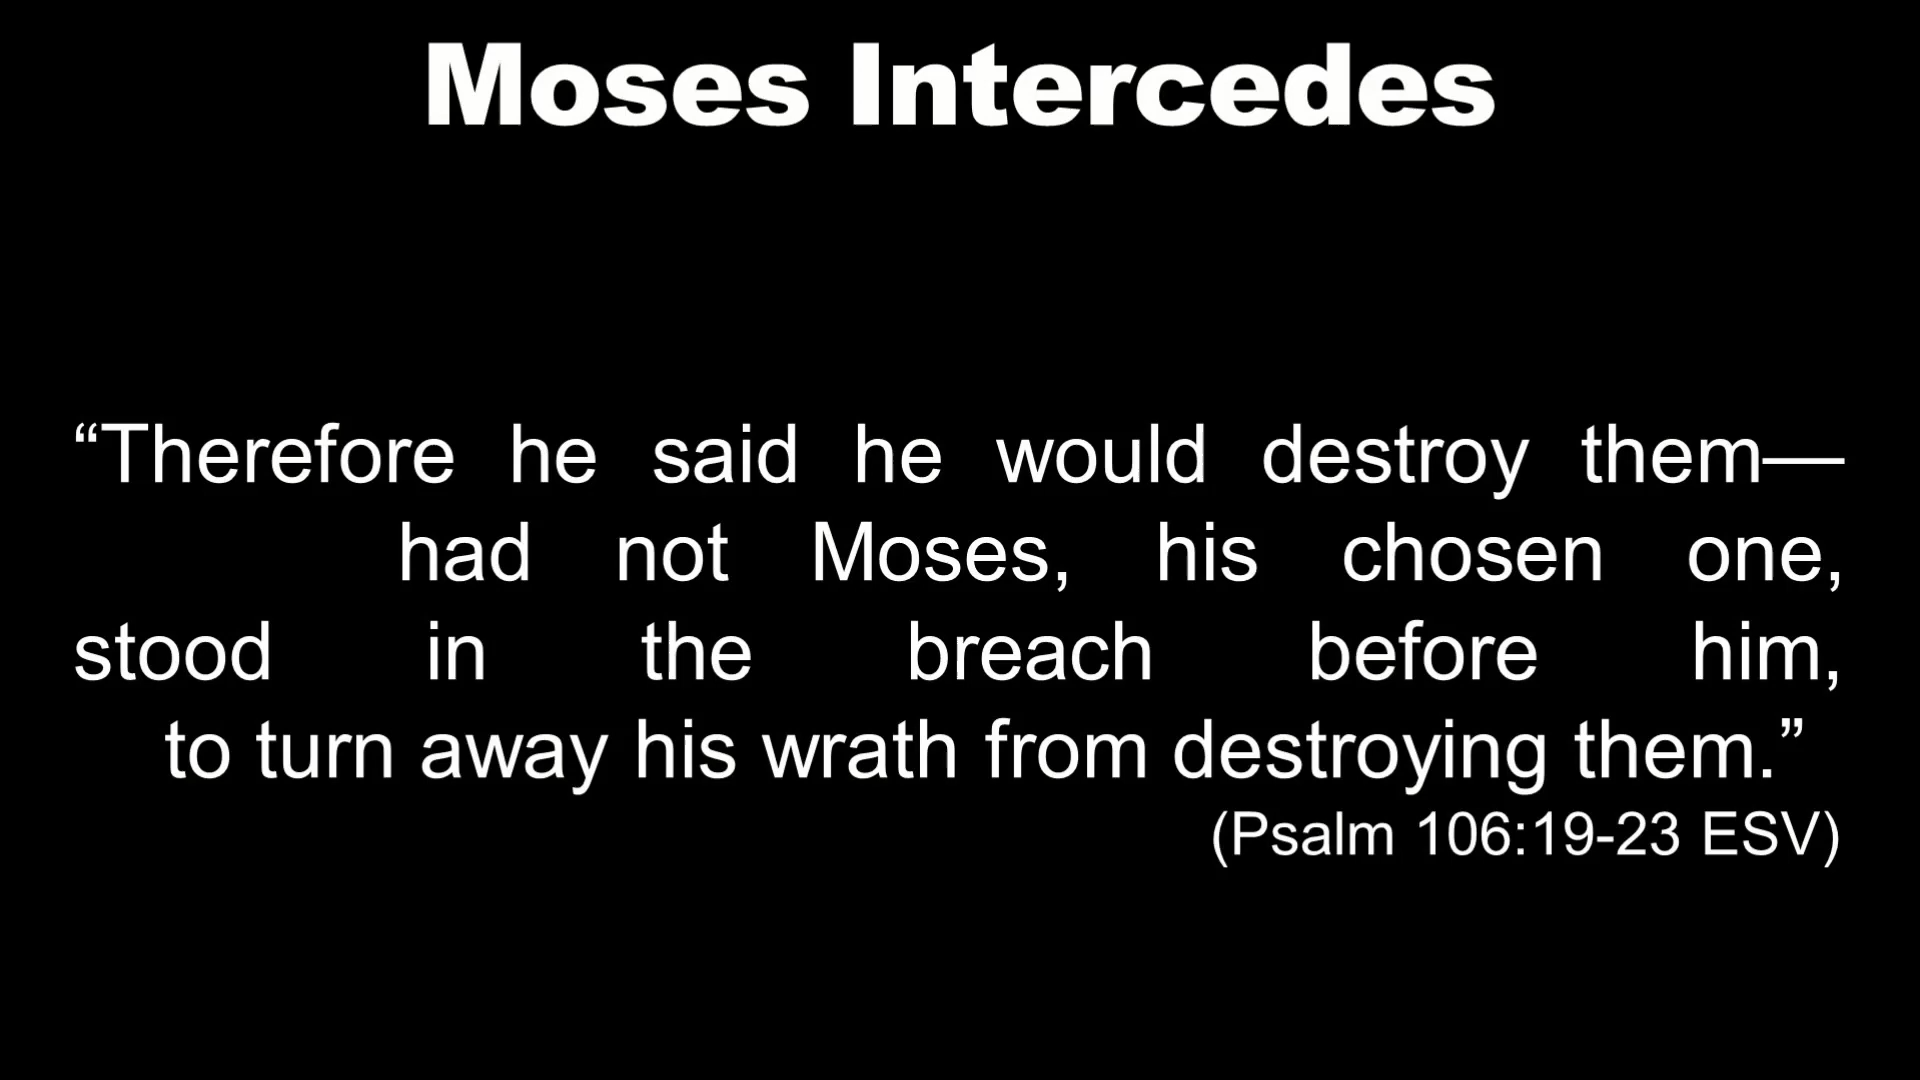 Moses Intercedes
“Therefore he said he would destroy them—
had not Moses, his chosen one,
stood in the breach before him,
to turn away his wrath from destroying them.”
(Psalm 106:19-23 ESV)